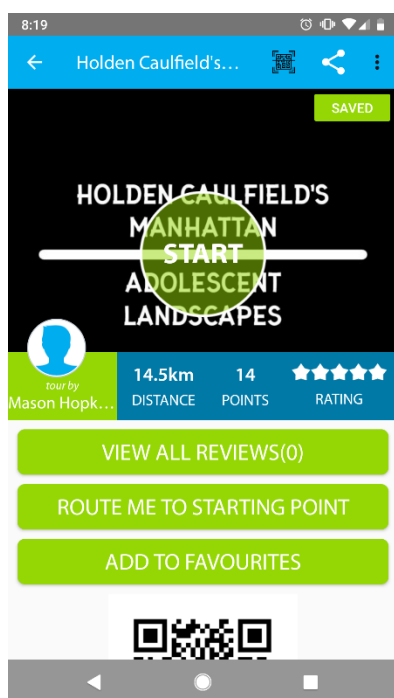 8:19
Holden Caulfield's...
SAVED
HOLDEN CAULFIELD'S
MANHATTAN
START
ADOLESCENT
LANDSCAPES
tour by
Mason Hopk...
14.5km
DISTANCE
14
POINTS
RATING
VIEW ALL REVIEWS(0)
ROUTE ME TO STARTING POINT
ADD TO FAVOURITES